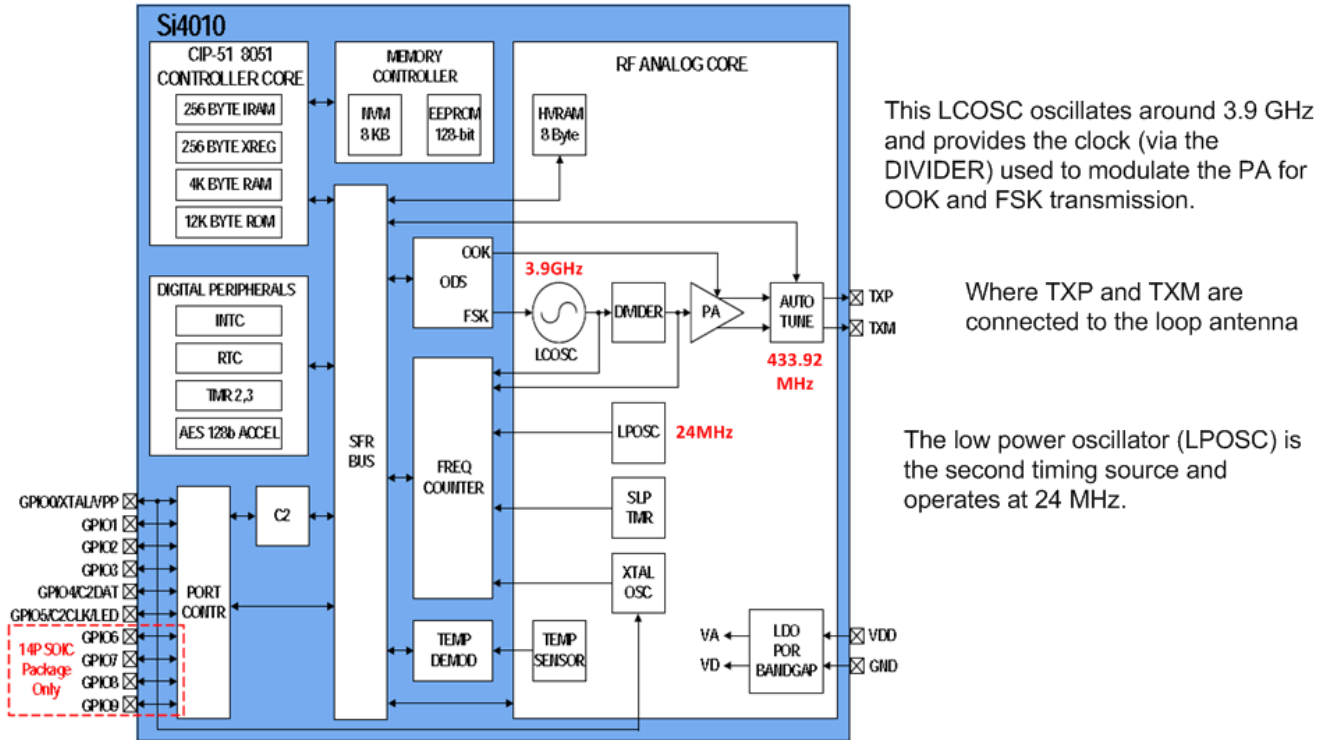 Si4010
CIP-51 8051
CONTROLLER CORE
256 BYTE IRAM
256 BYTE XREG
4K BYTE RAM
12K BYTE ROM
MEMORY
CONTROLLER
NVM
8 KB
EEPROM
128-bit
RF ANALOG CORE
HVRAM
8 Byte
This LCOSC oscillates around 3.9 GHz
and provides the clock (via the
DIVIDER) used to modulate the PA for
OOK and FSK transmission.
DIGITAL PERIPHERALS
INTC
RTC
TMR 2,3
AES 128b ACCEL
SFR
BUS
OOK
ODS
FSK
3.9GHz
LCOSC
DIVIDER
PA
AUTO
TUNE
433.92
MHz
TXP
TXM
Where TXP and TXM are
connected to the loop antenna
FREQ
COUNTER
LPOSC
24MHz
SLP
TMR
XTAL
OSC
The low power oscillator (LPOSC) is
the second timing source and
operates at 24 MHz.
GPIO0/XTAL/VPP
GPIO1
GPIO2
GPIO3
GPIO4/C2DAT
GPIO5/C2CLK/LED
GPIO6
GPIO7
GPIO8
GPIO9
14P SOIC
Package
Only
PORT
CONTR
C2
TEMP
DEMOD
TEMP
SENSOR
VA
VD
LDO
POR
BANDGAP
VDD
GND